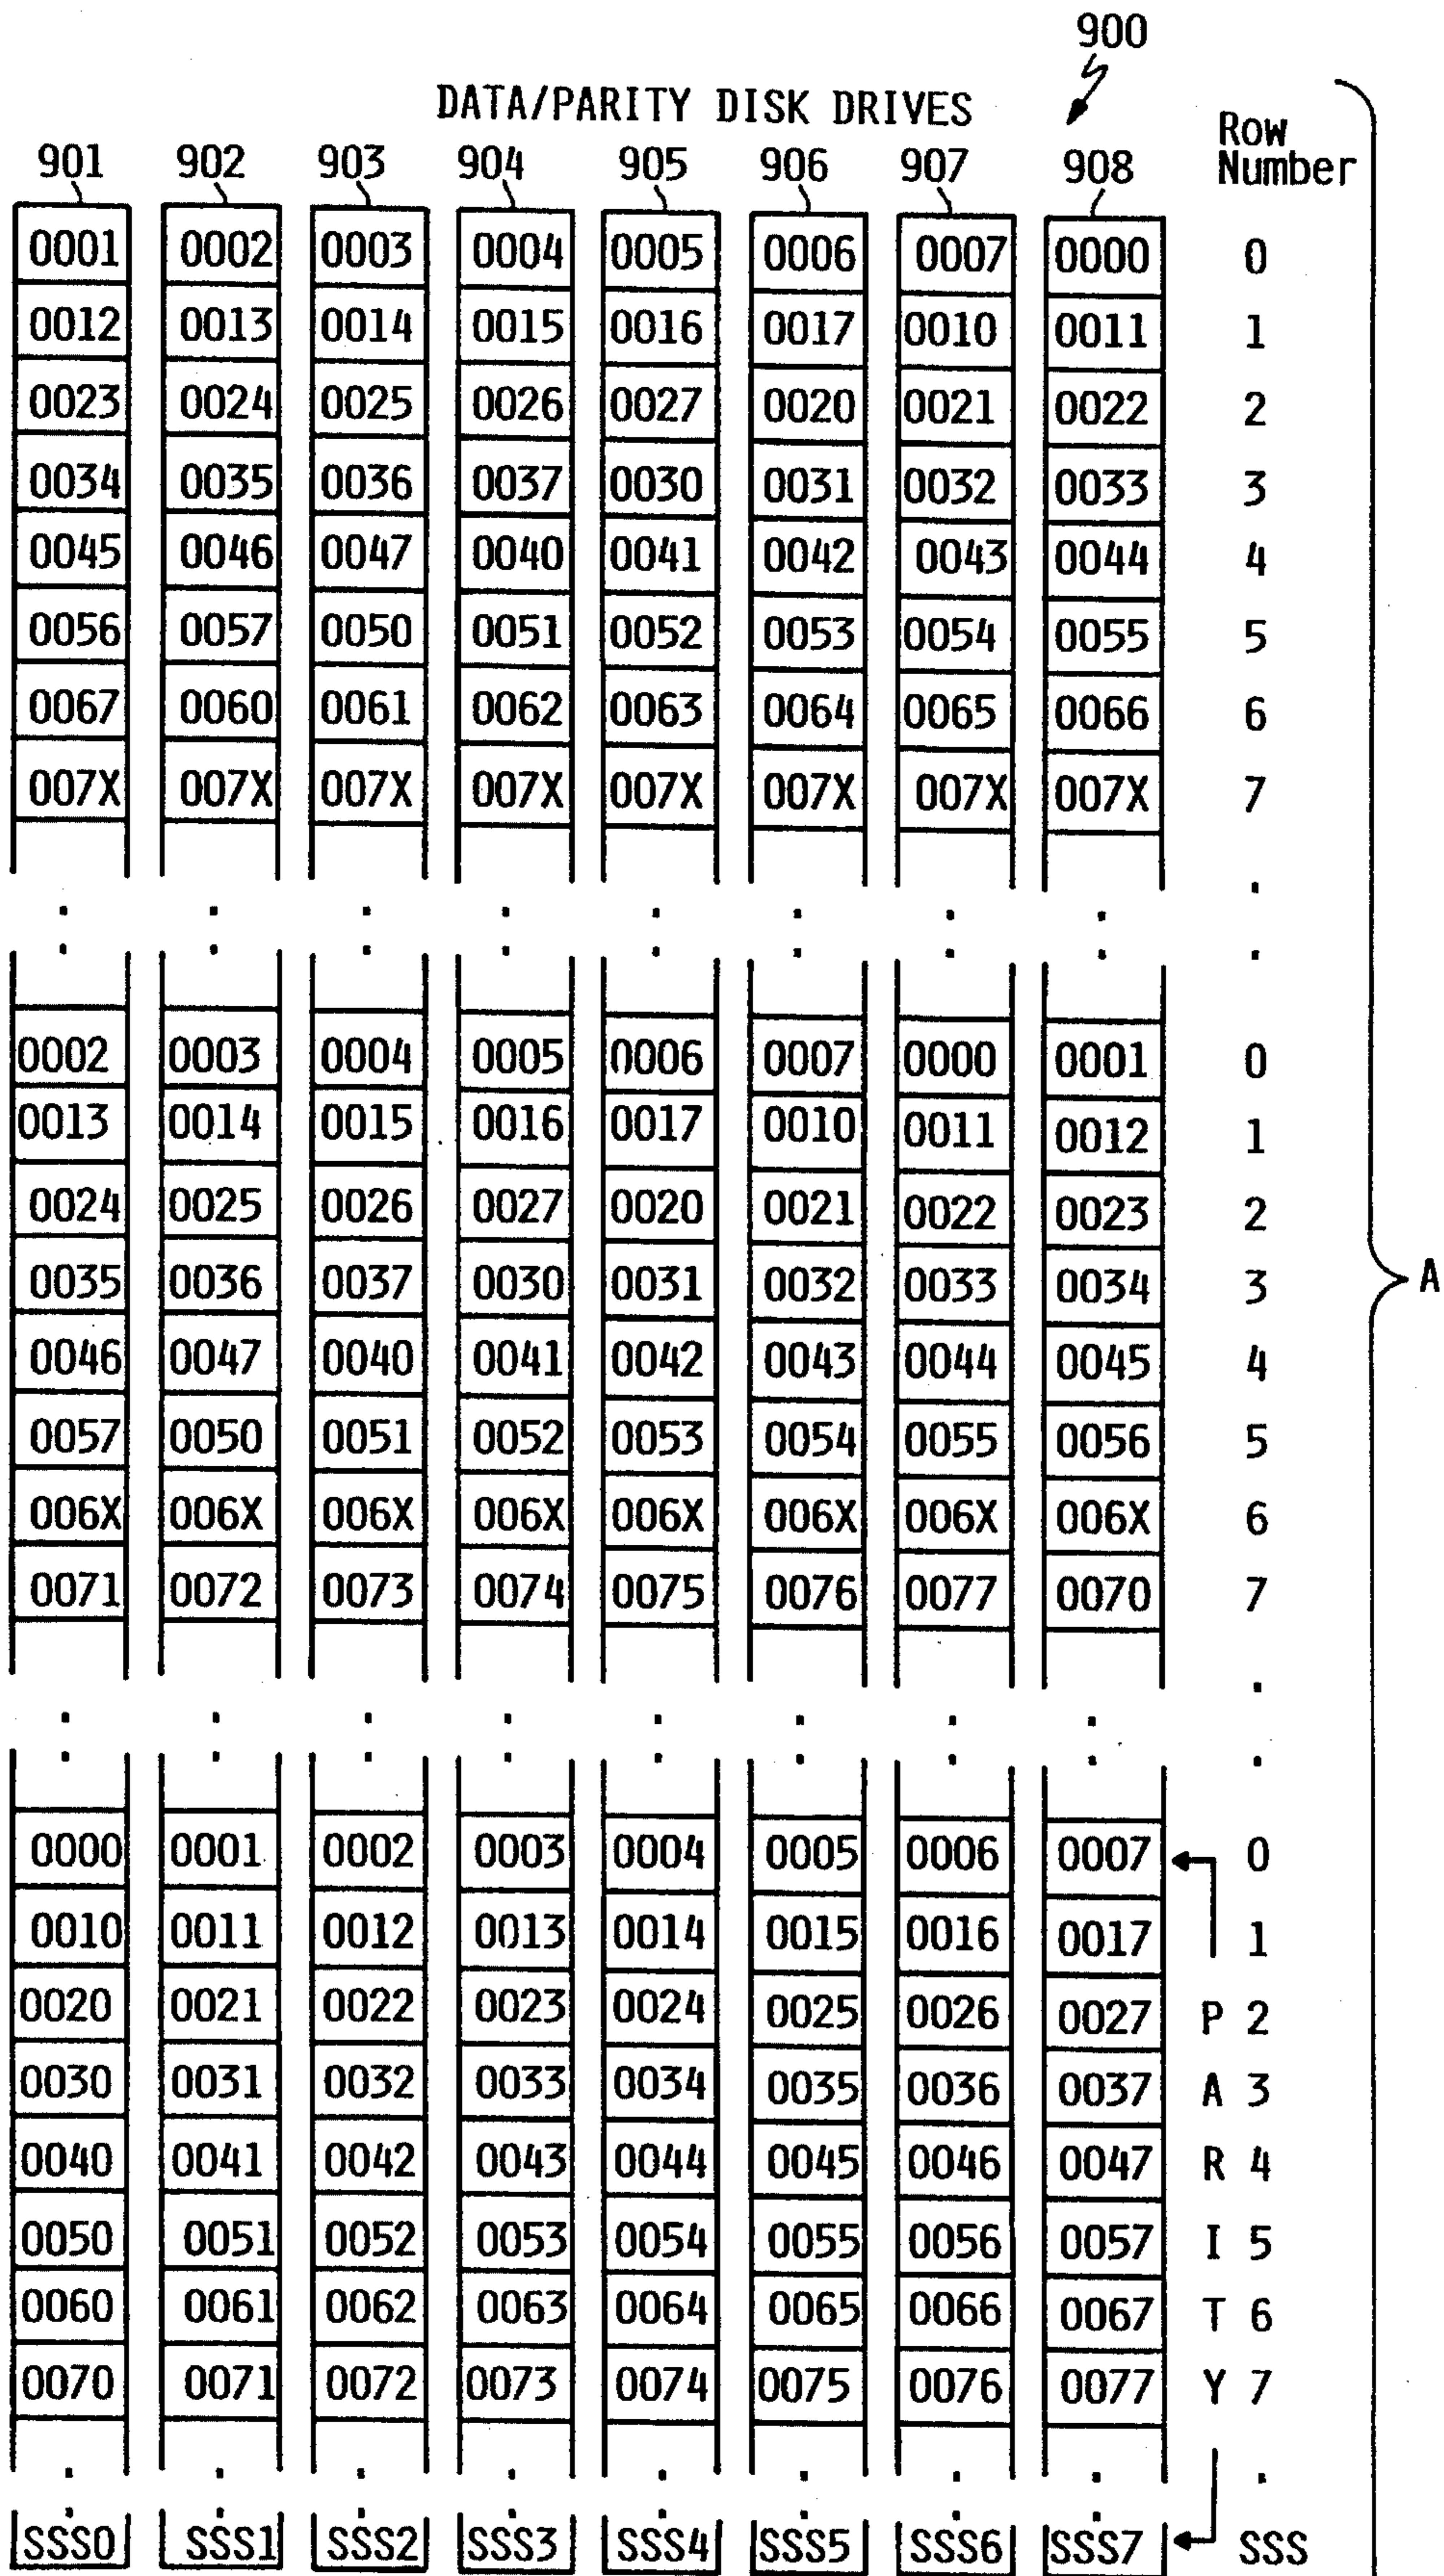 900
DATA/PARITY DISK DRIVES
Row
Number
901 902 903 904 905 906 907 908
0001 0002 0003 0004 0005 0006 0007 0000 0
0012 0013 0014 0015 0016 0017 0010 0011 1
0023 0024 0025 0026 0027 0020 0021 0022 2
0034 0035 0036 0037 0030 0031 0032 0033 3
0045 0046 0047 0040 0041 0042 0043 0044 4
0056 0057 0050 0051 0052 0053 0054 0055 5
0067 0060 0061 0062 0063 0064 0065 0066 6
007X 007X 007X 007X 007X 007X 007X 007X 7
0002 0003 0004 0005 0006 0007 0000 0001 0
0013 0014 0015 0016 0017 0010 0011 0012 1
0024 0025 0026 0027 0020 0021 0022 0023 2
0035 0036 0037 0030 0031 0032 0033 0034 3
A
0046 0047 0040 0041 0042 0043 0044 0045 4
0057 0050 0051 0052 0053 0054 0055 0056 5
006X 006X 006X 006X 006X 006X 006X 006X 6
0071 0072 0073 0074 0075 0076 0077 0070 7
0000 0001 0002 0003 0004 0005 0006 0007 0
0010 0011 0012 0013 0014 0015 0016 0017 1
0020 0021 0022 0023 0024 0025 0026 0027 P 2
0030 0031 0032 0033 0034 0035 0036 0037 A 3
0040 0041 0042 0043 0044 0045 0046 0047 R 4
0050 0051 0052 0053 0054 0055 0056 0057 I 5
0060 0061 0062 0063 0064 0065 0066 0067 T 6
0070 0071 0072 0073 0074 0075 0076 0077 Y 7
SSS0 SSS1 SSS2 SSS3 SSS4 SSS5 SSS6 SSS7 SSS